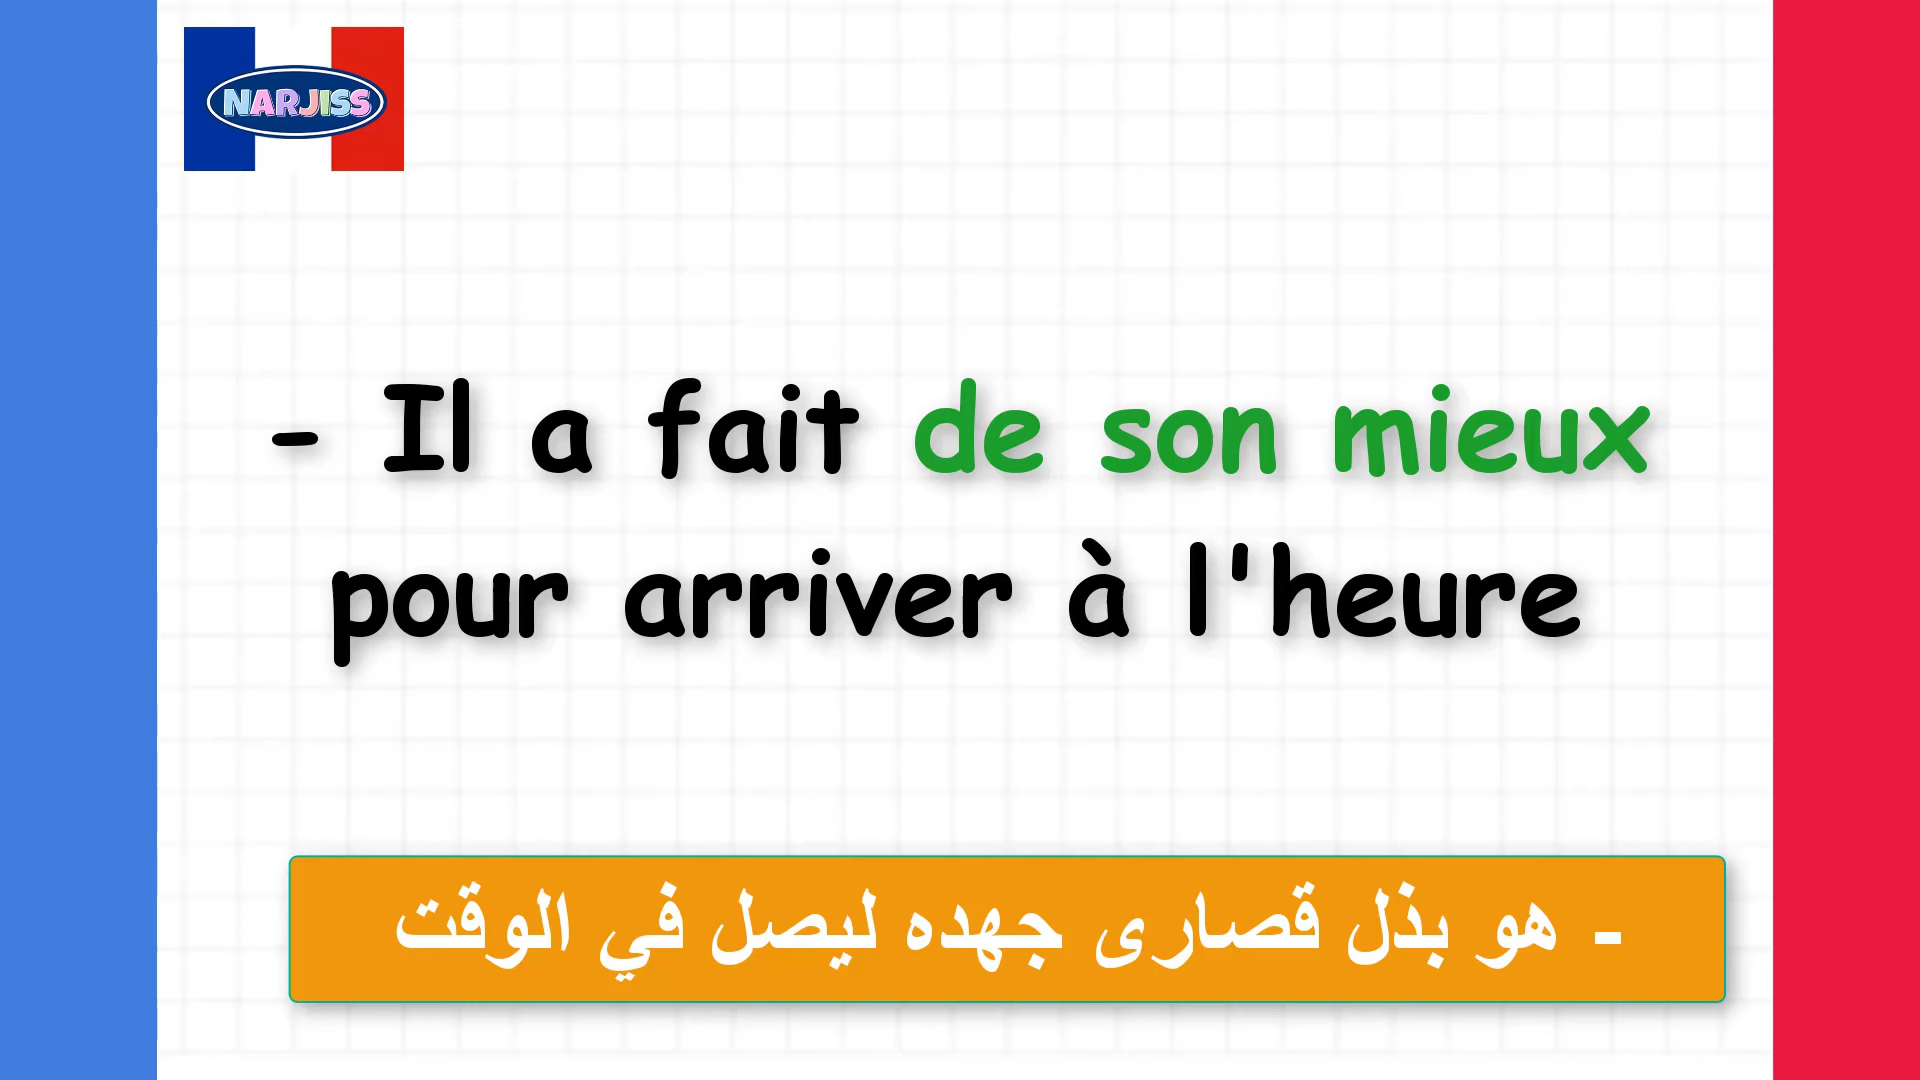 NARJISS
- Il a fait de son mieux
pour arriver à l'heure
- هو بذل قصارى جهده ليصل في الوقت